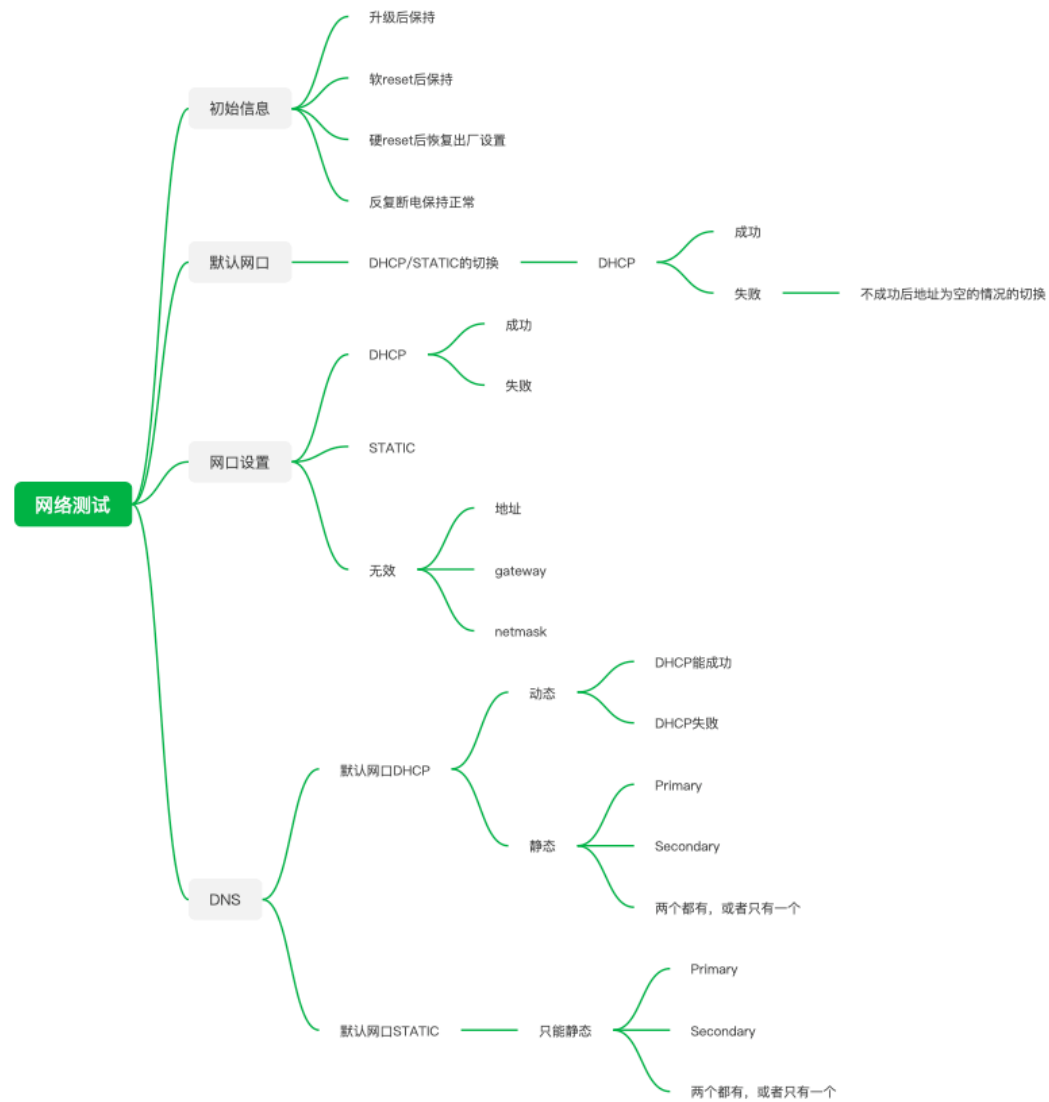 网络测试
初始信息
升级后保持
软reset后保持
硬reset后恢复出厂设置
反复断电保持正常
默认网口
DHCP/STATIC的切换
DHCP
成功
失败
不成功后地址为空的情况的切换
网口设置
DHCP
成功
失败
STATIC
无效
地址
gateway
netmask
DNS
默认网口DHCP
动态
DHCP能成功
DHCP失败
静态
Primary
Secondary
两个都有，或者只有一个
默认网口STATIC
只能静态
Primary
Secondary
两个都有，或者只有一个